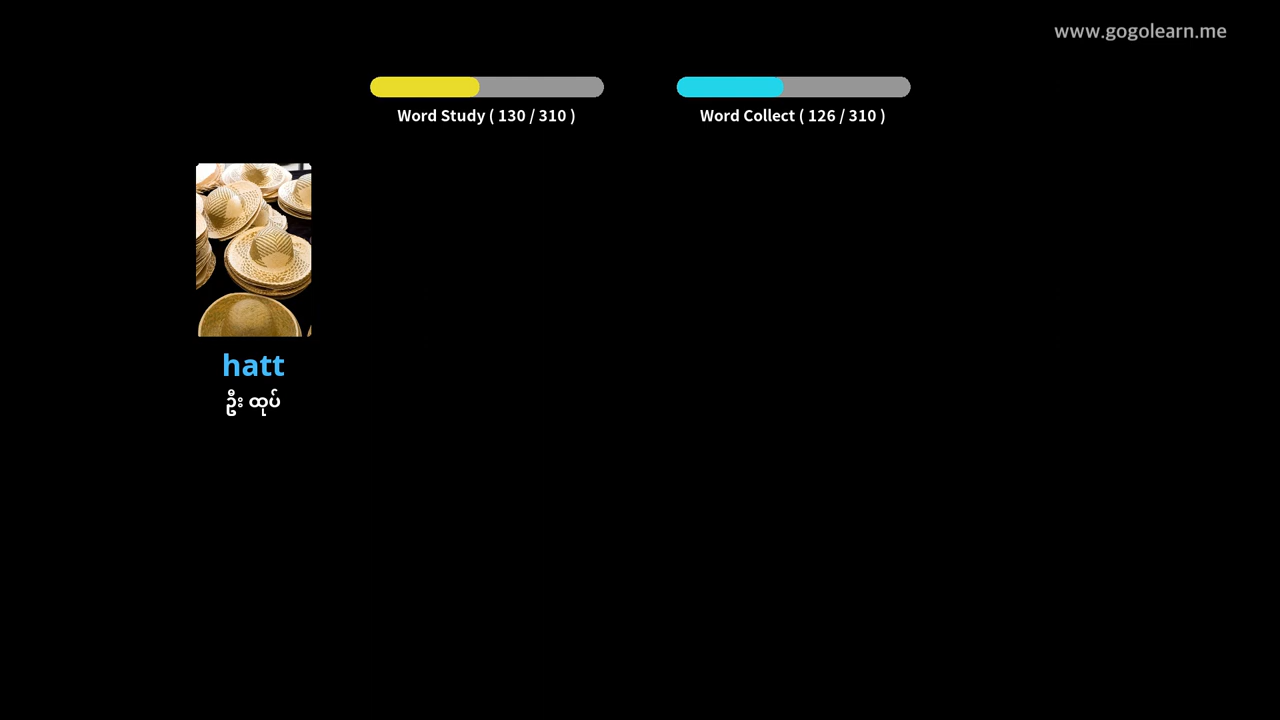 www.gogolearn.me
Word Study ( 130 / 310 )
Word Collect ( 126 / 310 )
hatt
ဦး ထုပ်